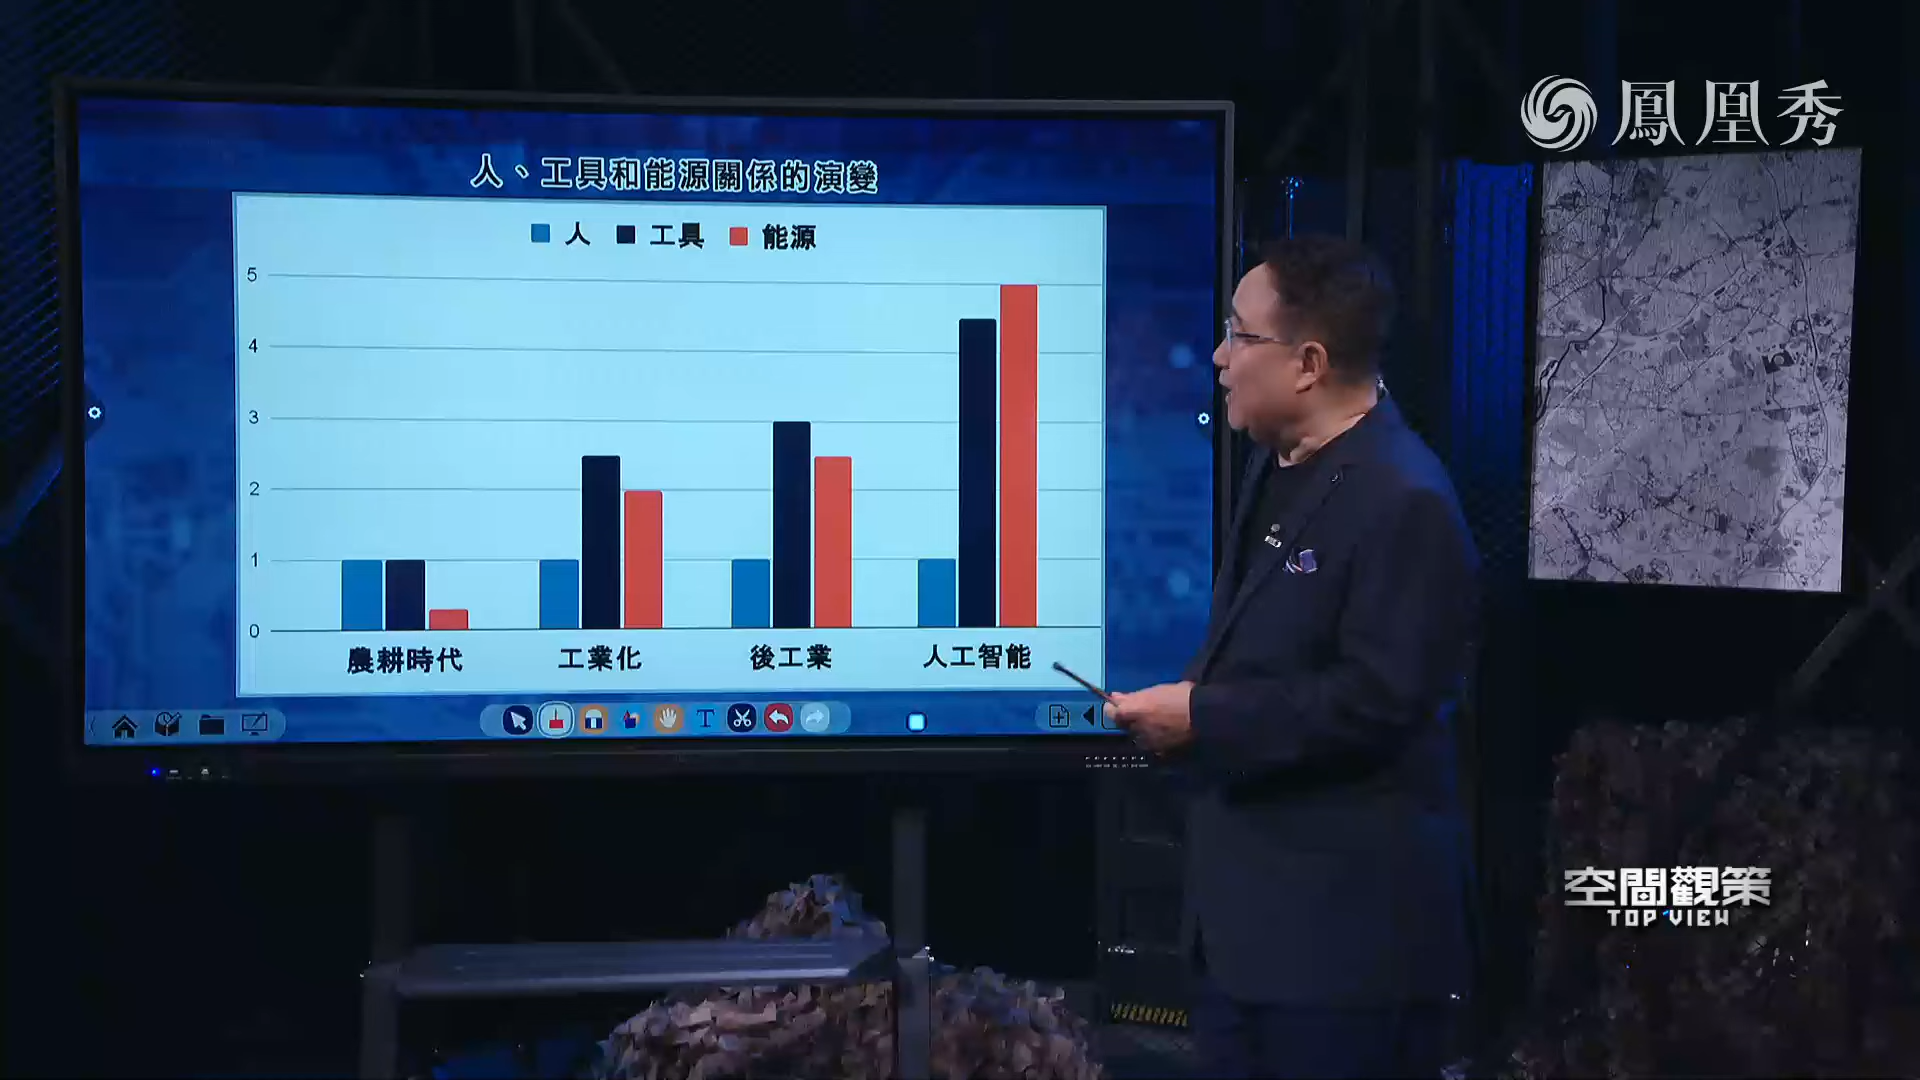 鳳凰秀
人、工具和能源關係的演變
人 工具 能源
5
4
3
2
1
0
農耕時代 工業化 後工業 人工智能
T
空間觀策
TOP VIEW